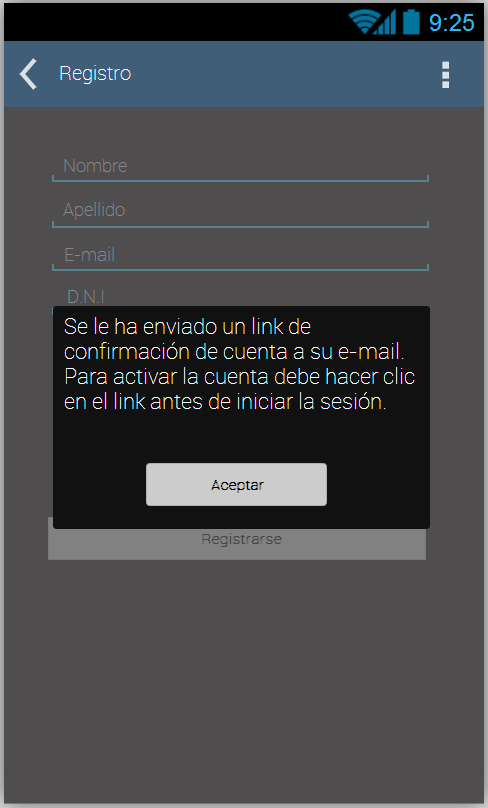 9:25
Registro
Nombre
Apellido
E-mail
D.N.I
Se le ha enviado un link de
confirmación de cuenta a su e-mail.
Para activar la cuenta debe hacer clic
en el link antes de iniciar la sesión.
Aceptar
Registrarse